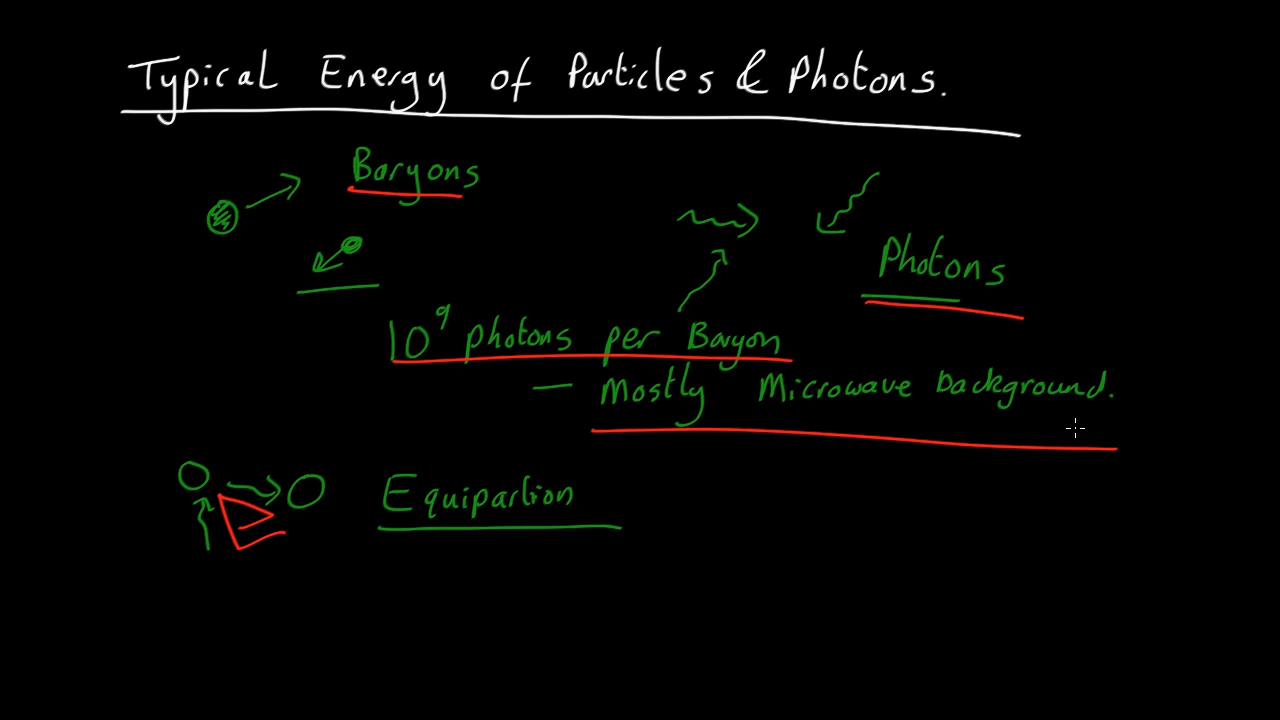 Typical Energy of Particles & Photons.
Baryons
Photons
10⁹ photons per Baryon
— Mostly Microwave background.
Equipartion